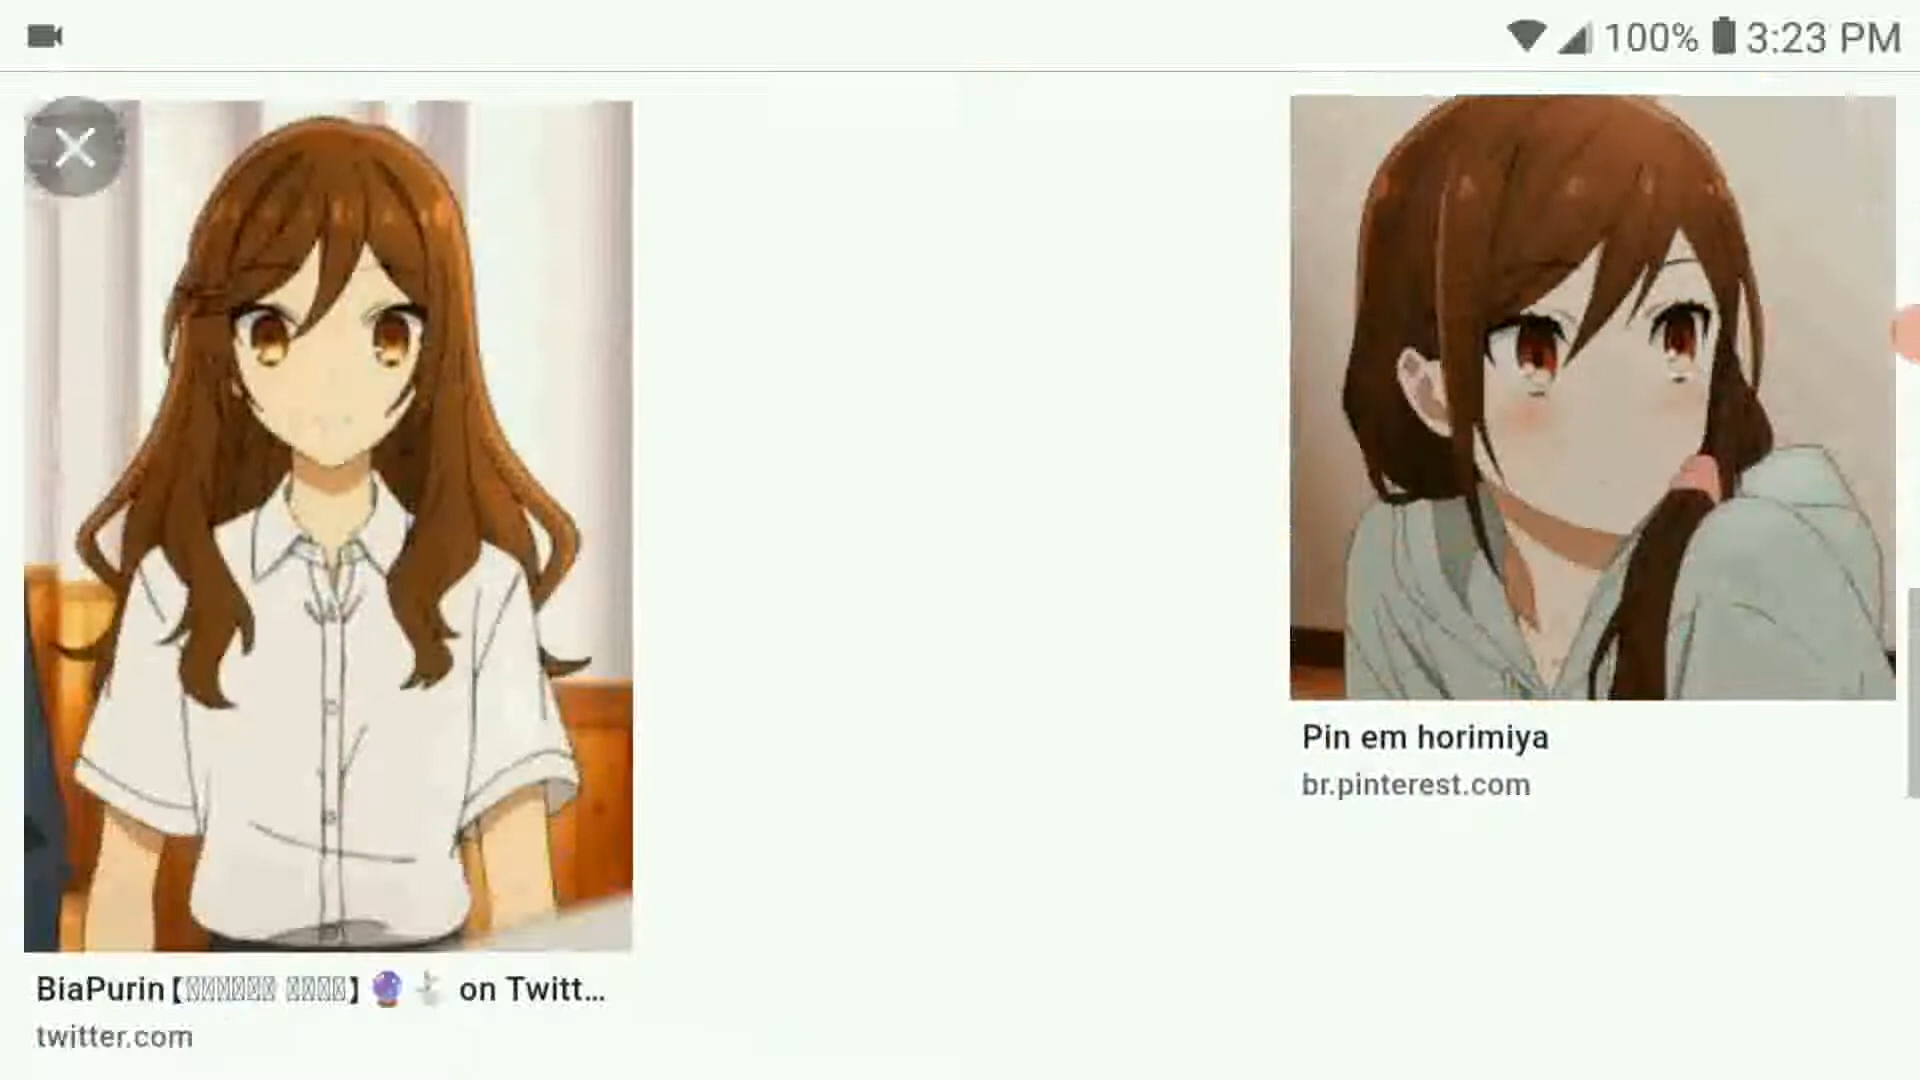 100% 3:23 PM
Pin em horimiya
br.pinterest.com
BiaPurin【 】🔮 on Twitt...
twitter.com